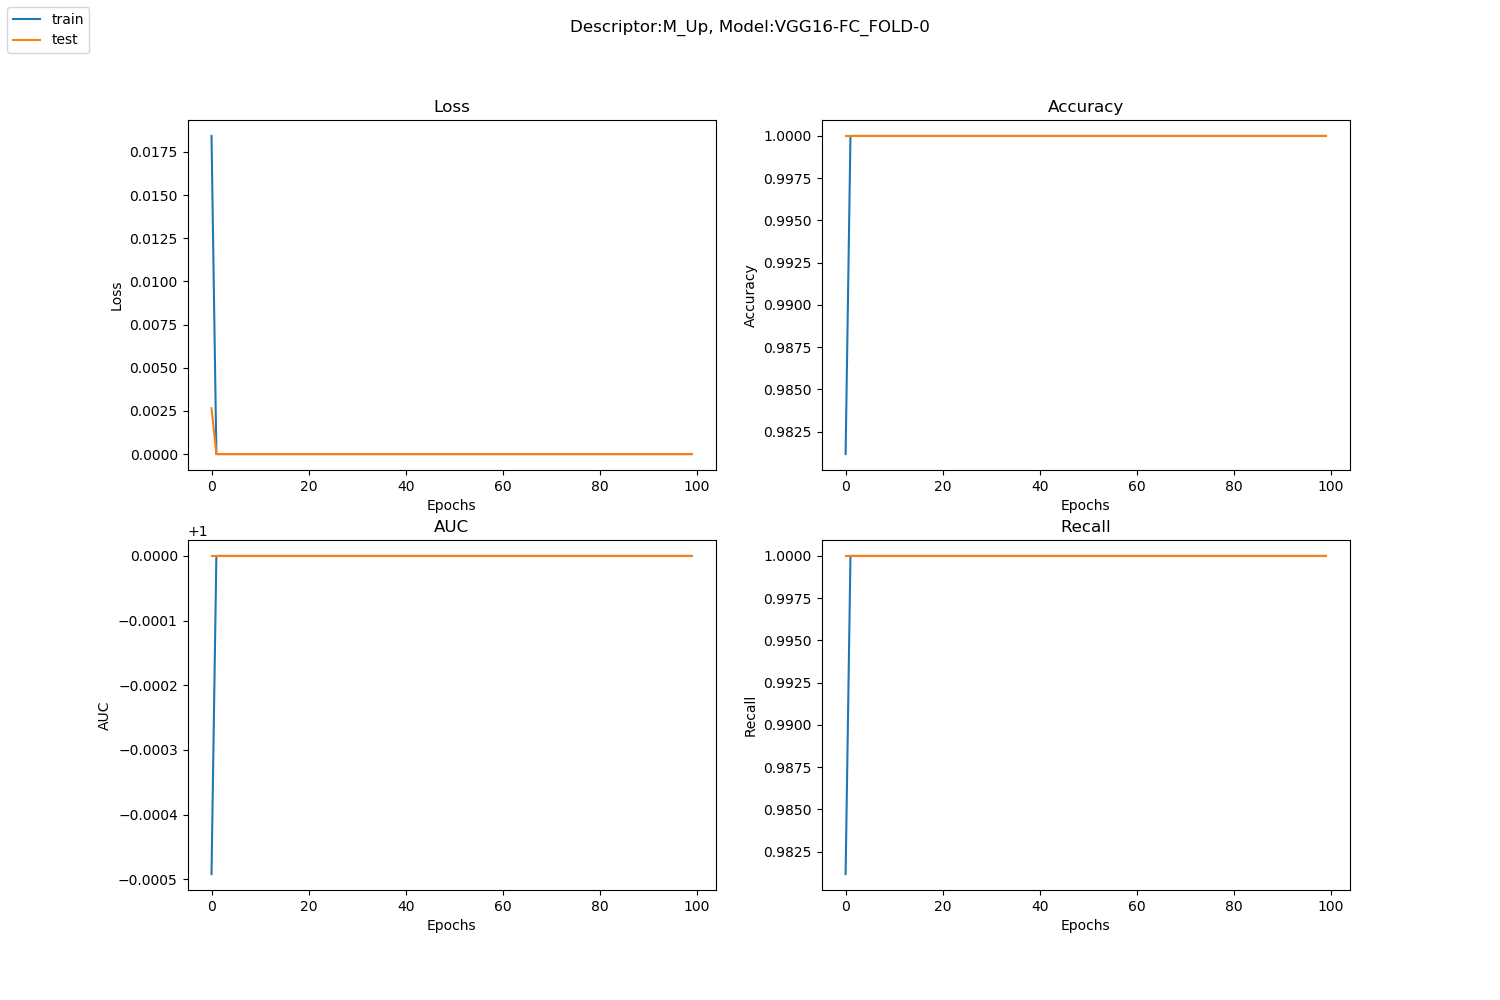 train
test
Descriptor:M_Up, Model:VGG16-FC_FOLD-0
Loss
0.0175
0.0150
0.0125
0.0100
0.0075
0.0050
0.0025
0.0000
Loss
0 20 40 60 80 100
Epochs
Accuracy
1.0000
0.9975
0.9950
0.9925
0.9900
0.9875
0.9850
0.9825
Accuracy
0 20 40 60 80 100
Epochs
AUC
+1
0.0000
−0.0001
−0.0002
−0.0003
−0.0004
−0.0005
AUC
0 20 40 60 80 100
Epochs
Recall
1.0000
0.9975
0.9950
0.9925
0.9900
0.9875
0.9850
0.9825
Recall
0 20 40 60 80 100
Epochs